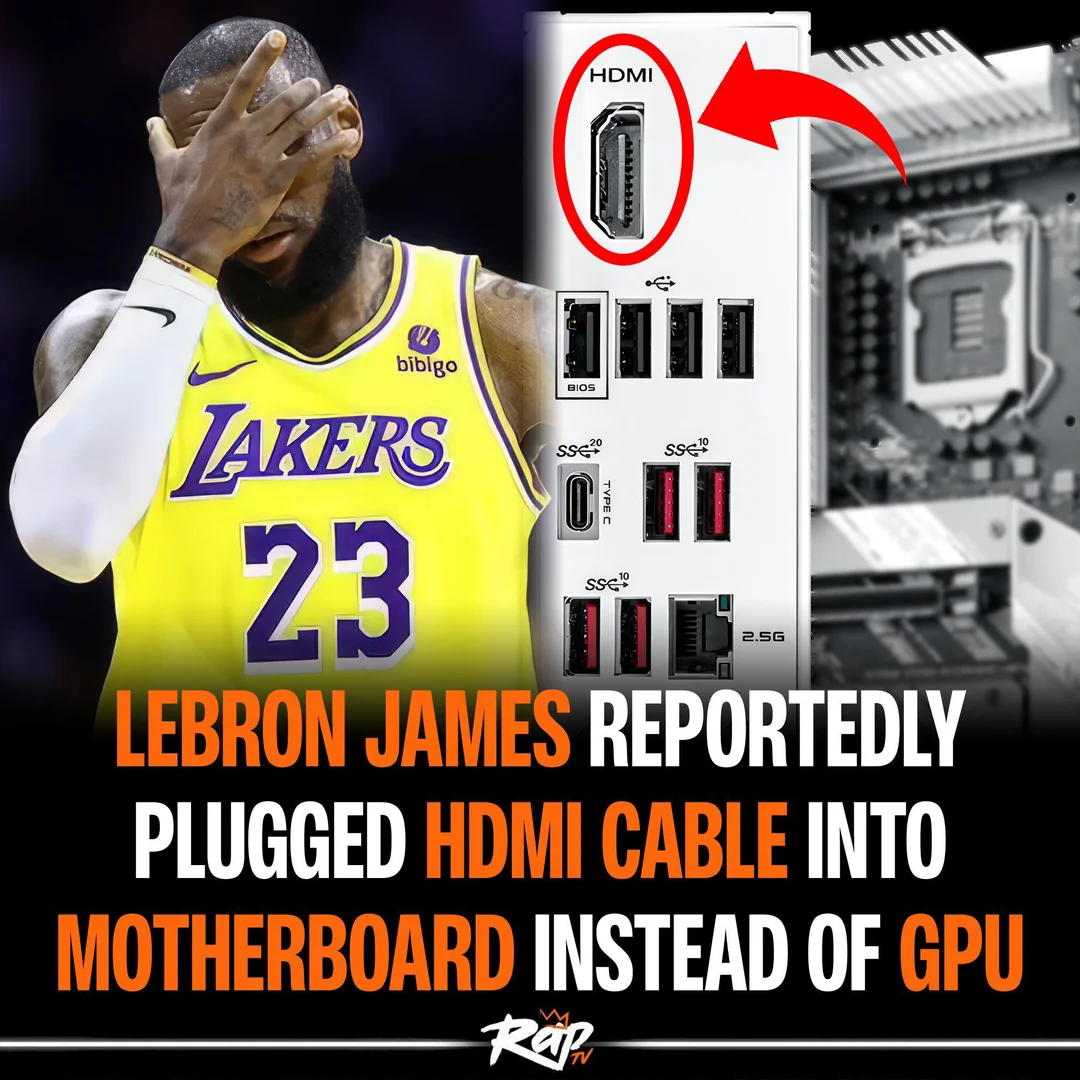 HDMI
BIOS
SS 20
SS 10
TYPE C
SS 10
2.5G
bibigo
LAKERS
23
LEBRON JAMES REPORTEDLY
PLUGGED HDMI CABLE INTO
MOTHERBOARD INSTEAD OF GPU
Rap TV